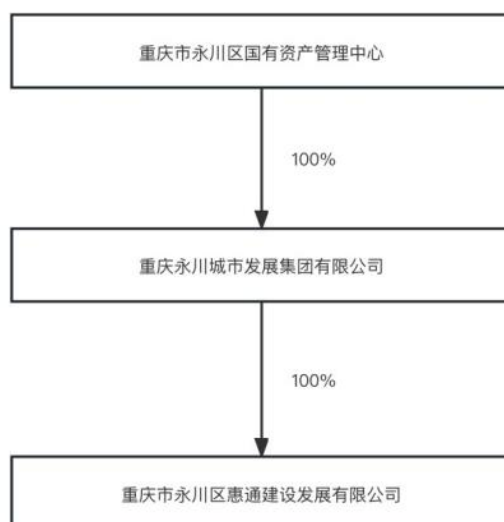 重庆市永川区国有资产管理中心
100%
重庆永川城市发展集团有限公司
100%
重庆市永川区惠通建设发展有限公司